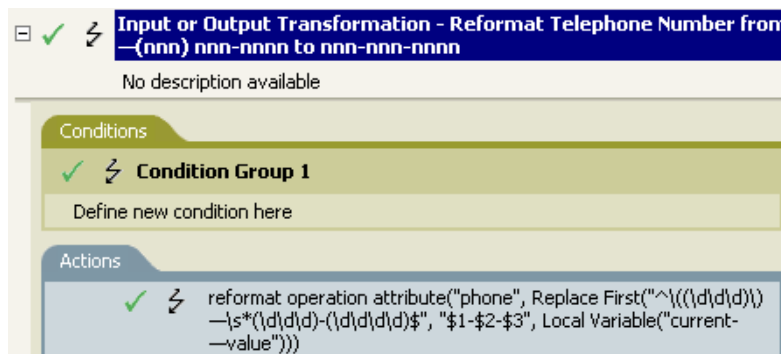 Input or Output Transformation - Reformat Telephone Number from
—(nnn) nnn-nnnn to nnn-nnn-nnnn
No description available
Conditions
Condition Group 1
Define new condition here
Actions
reformat operation attribute("phone", Replace First("^\((\d\d\d)\)
—\s*(\d\d\d)-(\d\d\d\d)$", "$1-$2-$3", Local Variable("current-
—value")))